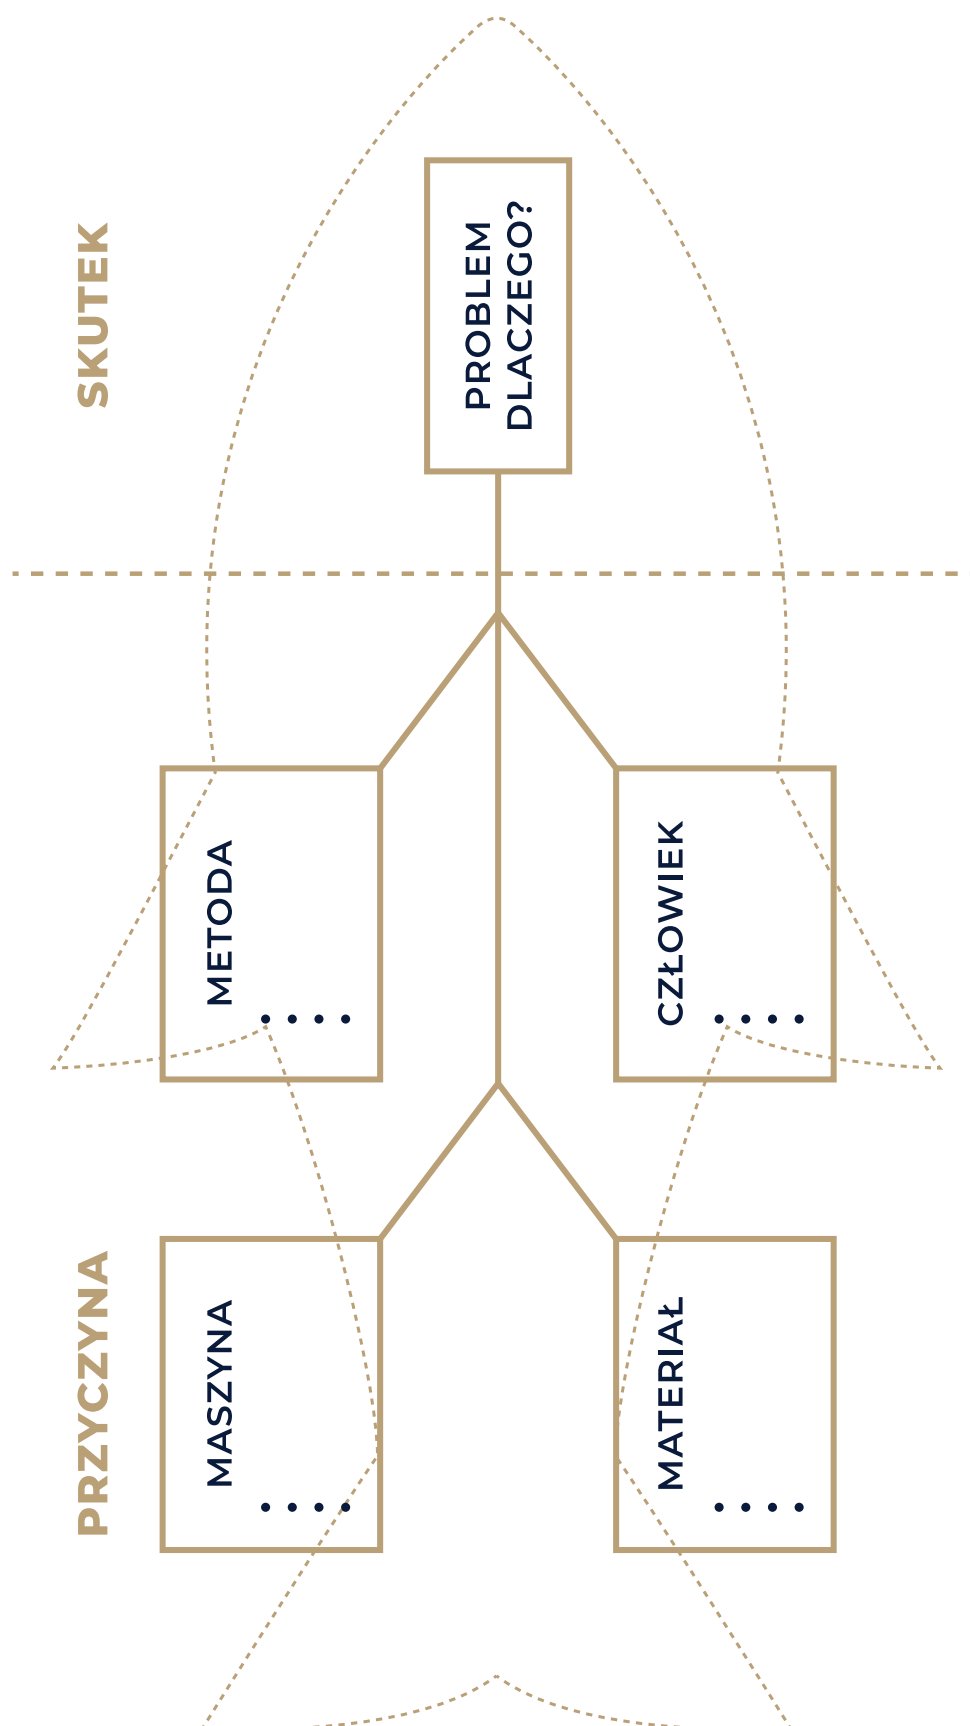 SKUTEK
PROBLEM
DLACZEGO?
METODA
CZŁOWIEK
PRZYCZYNA
MASZYNA
MATERIAŁ